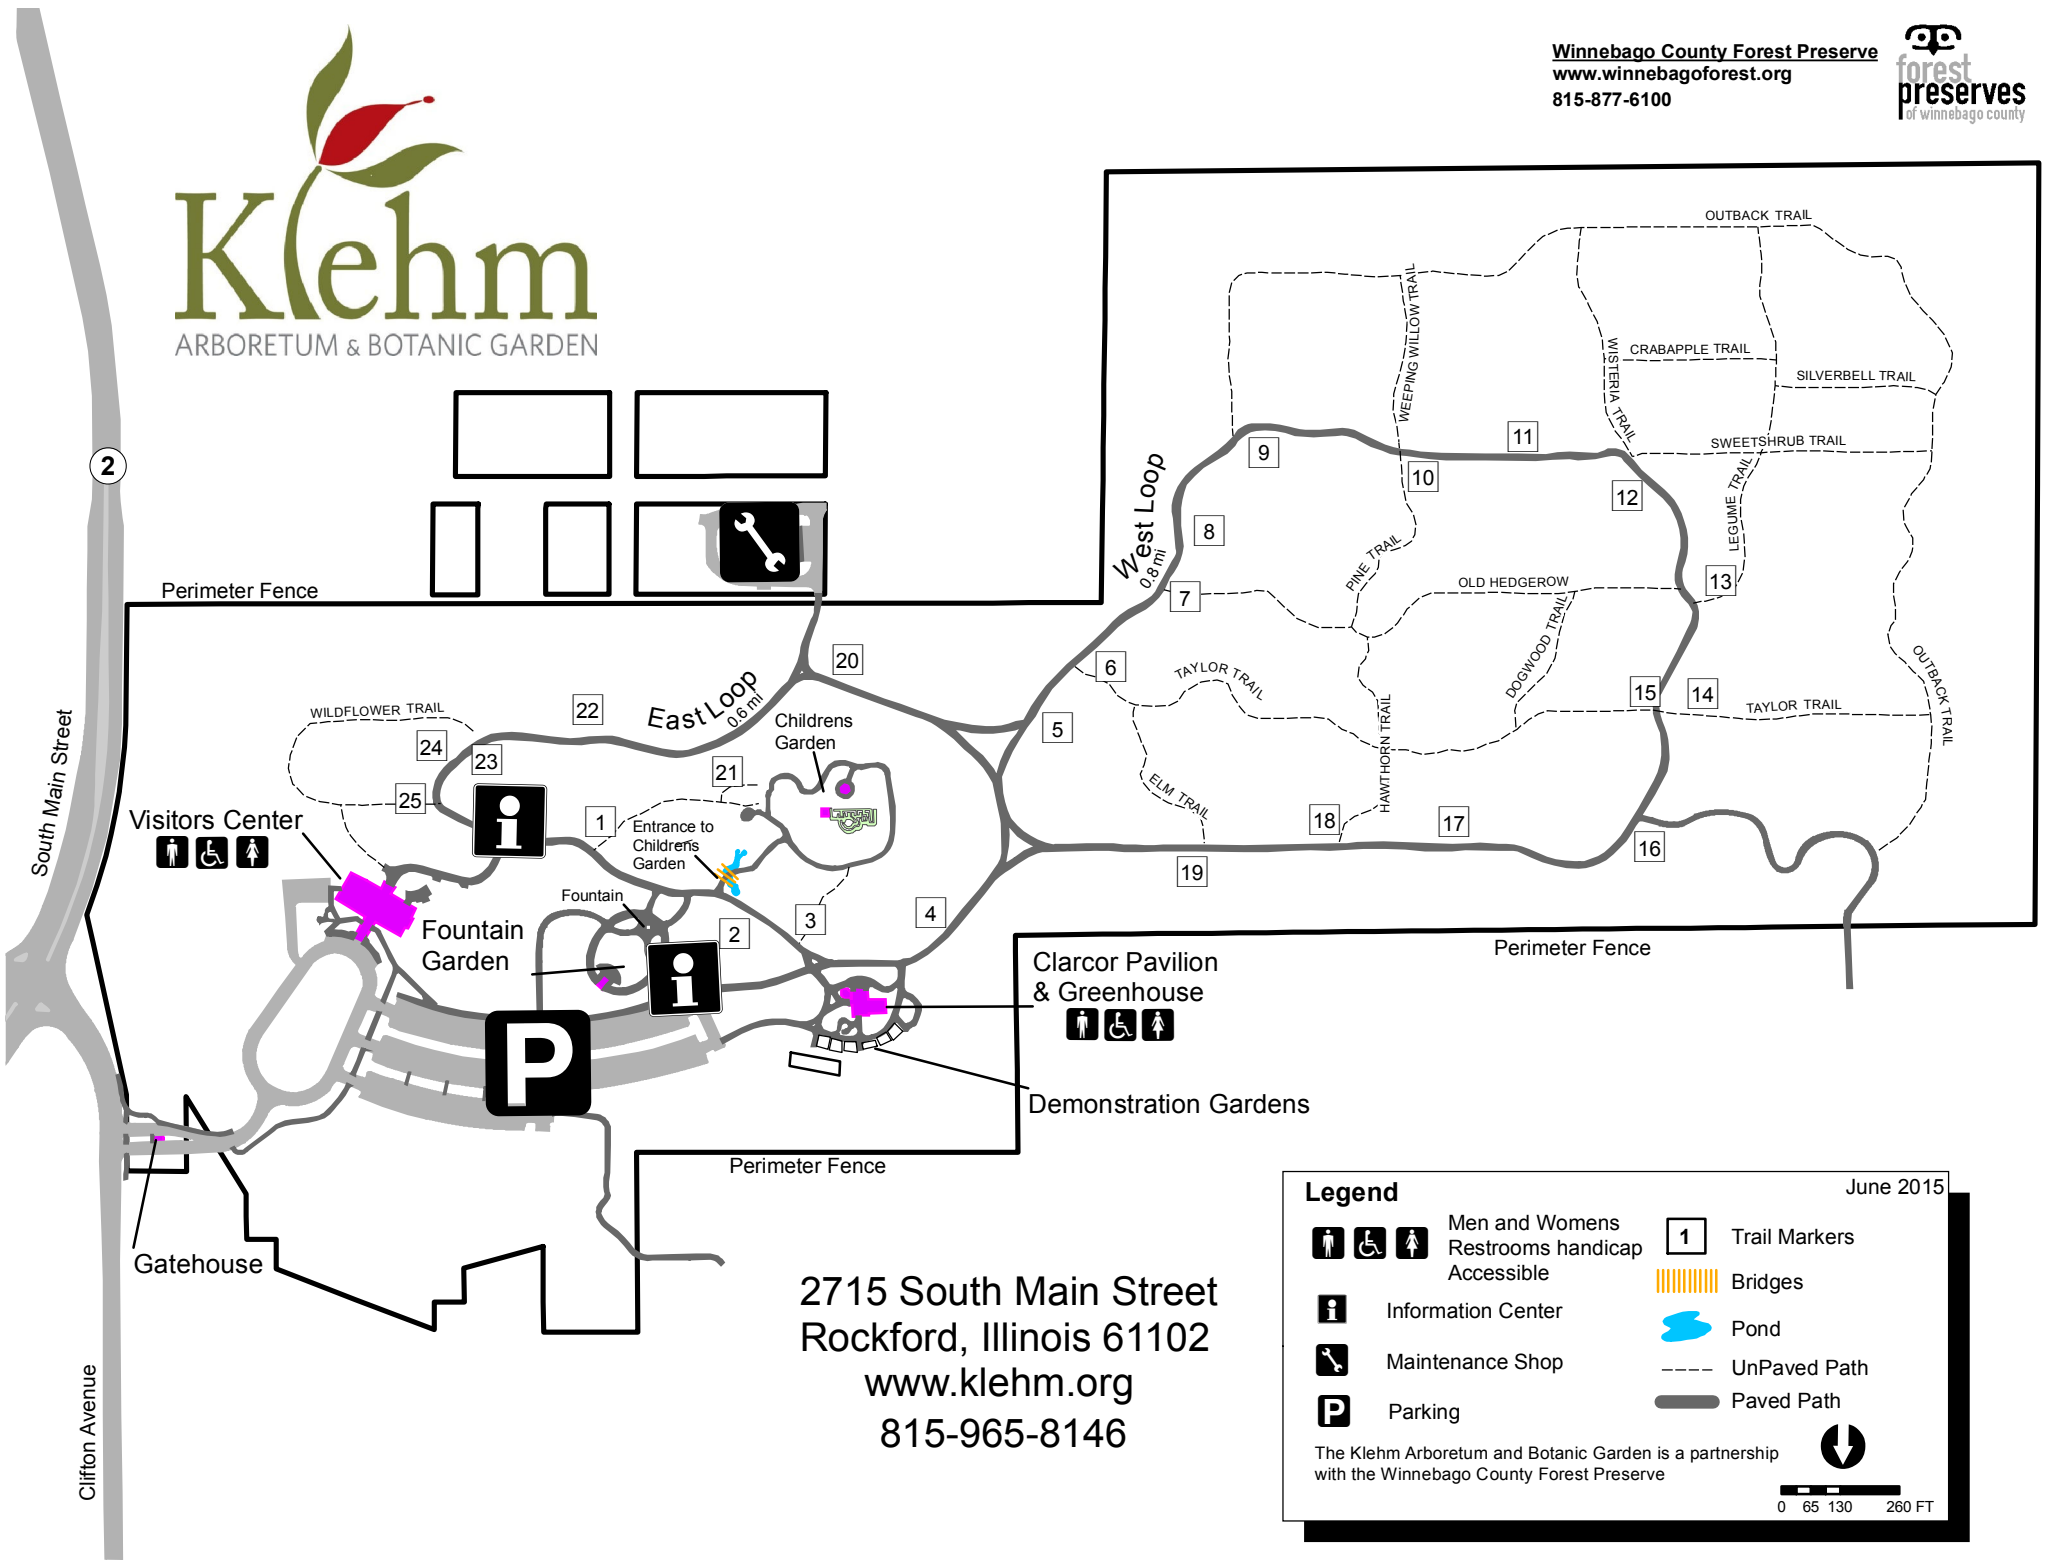 Klehm
ARBORETUM & BOTANIC GARDEN
Winnebago County Forest Preserve
www.winnebagoforest.org
815-877-6100
forest
preserves
of winnebago county
OUTBACK TRAIL
WEEPING WILLOW TRAIL
WISTERIA TRAIL
CRABAPPLE TRAIL
SILVERBELL TRAIL
SWEETSHRUB TRAIL
LEGUME TRAIL
9
10
11
12
13
8
7
West Loop
0.8 mi
PINE TRAIL
OLD HEDGEROW
DOGWOOD TRAIL
6
TAYLOR TRAIL
HAWTHORN TRAIL
15
14
TAYLOR TRAIL
OUTBACK TRAIL
5
ELM TRAIL
18
17
16
19
2
Perimeter Fence
20
East Loop
0.6 mi
22
WILDFLOWER TRAIL
24
23
25
21
Childrens
Garden
1
Entrance to
Childrens
Garden
South Main Street
Visitors Center
Fountain
Fountain
Garden
2
3
4
P
Clarcor Pavilion
& Greenhouse
Perimeter Fence
Demonstration Gardens
Perimeter Fence
Gatehouse
Clifton Avenue
2715 South Main Street
Rockford, Illinois 61102
www.klehm.org
815-965-8146
Legend
June 2015
Men and Womens
Restrooms handicap
Accessible
Information Center
Maintenance Shop
P
Parking
1
Trail Markers
Bridges
Pond
UnPaved Path
Paved Path
The Klehm Arboretum and Botanic Garden is a partnership
with the Winnebago County Forest Preserve
0 65 130 260 FT